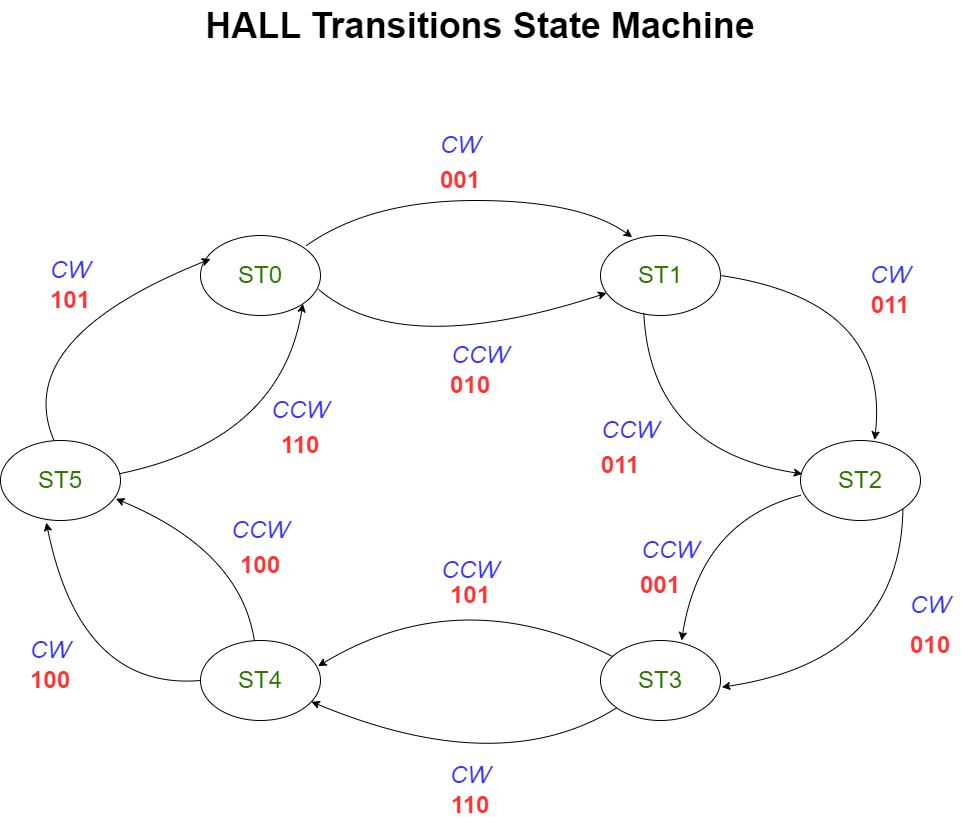 HALL Transitions State Machine
CW
001
CW
101
ST0
ST1
CW
011
CCW
010
CCW
110
CCW
011
ST5
ST2
CCW
100
CCW
101
CCW
001
CW
010
CW
100
ST4
ST3
CW
110